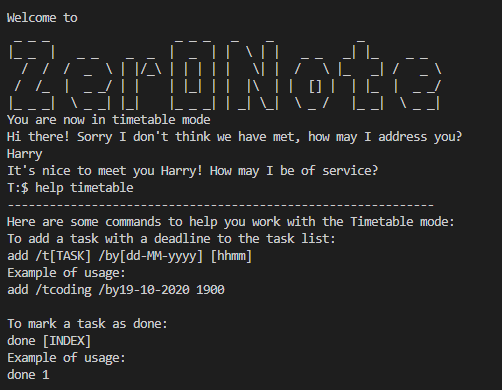 Welcome to
Zer0Note
You are now in timetable mode
Hi there! Sorry I don't think we have met, how may I address you?
Harry
It's nice to meet you Harry! How may I be of service?
T:$ help timetable
-------------------------------------------------------------
Here are some commands to help you work with the Timetable mode:
To add a task with a deadline to the task list:
add /t[TASK] /by[dd-MM-yyyy] [hhmm]
Example of usage:
add /tcoding /by19-10-2020 1900
To mark a task as done:
done [INDEX]
Example of usage:
done 1